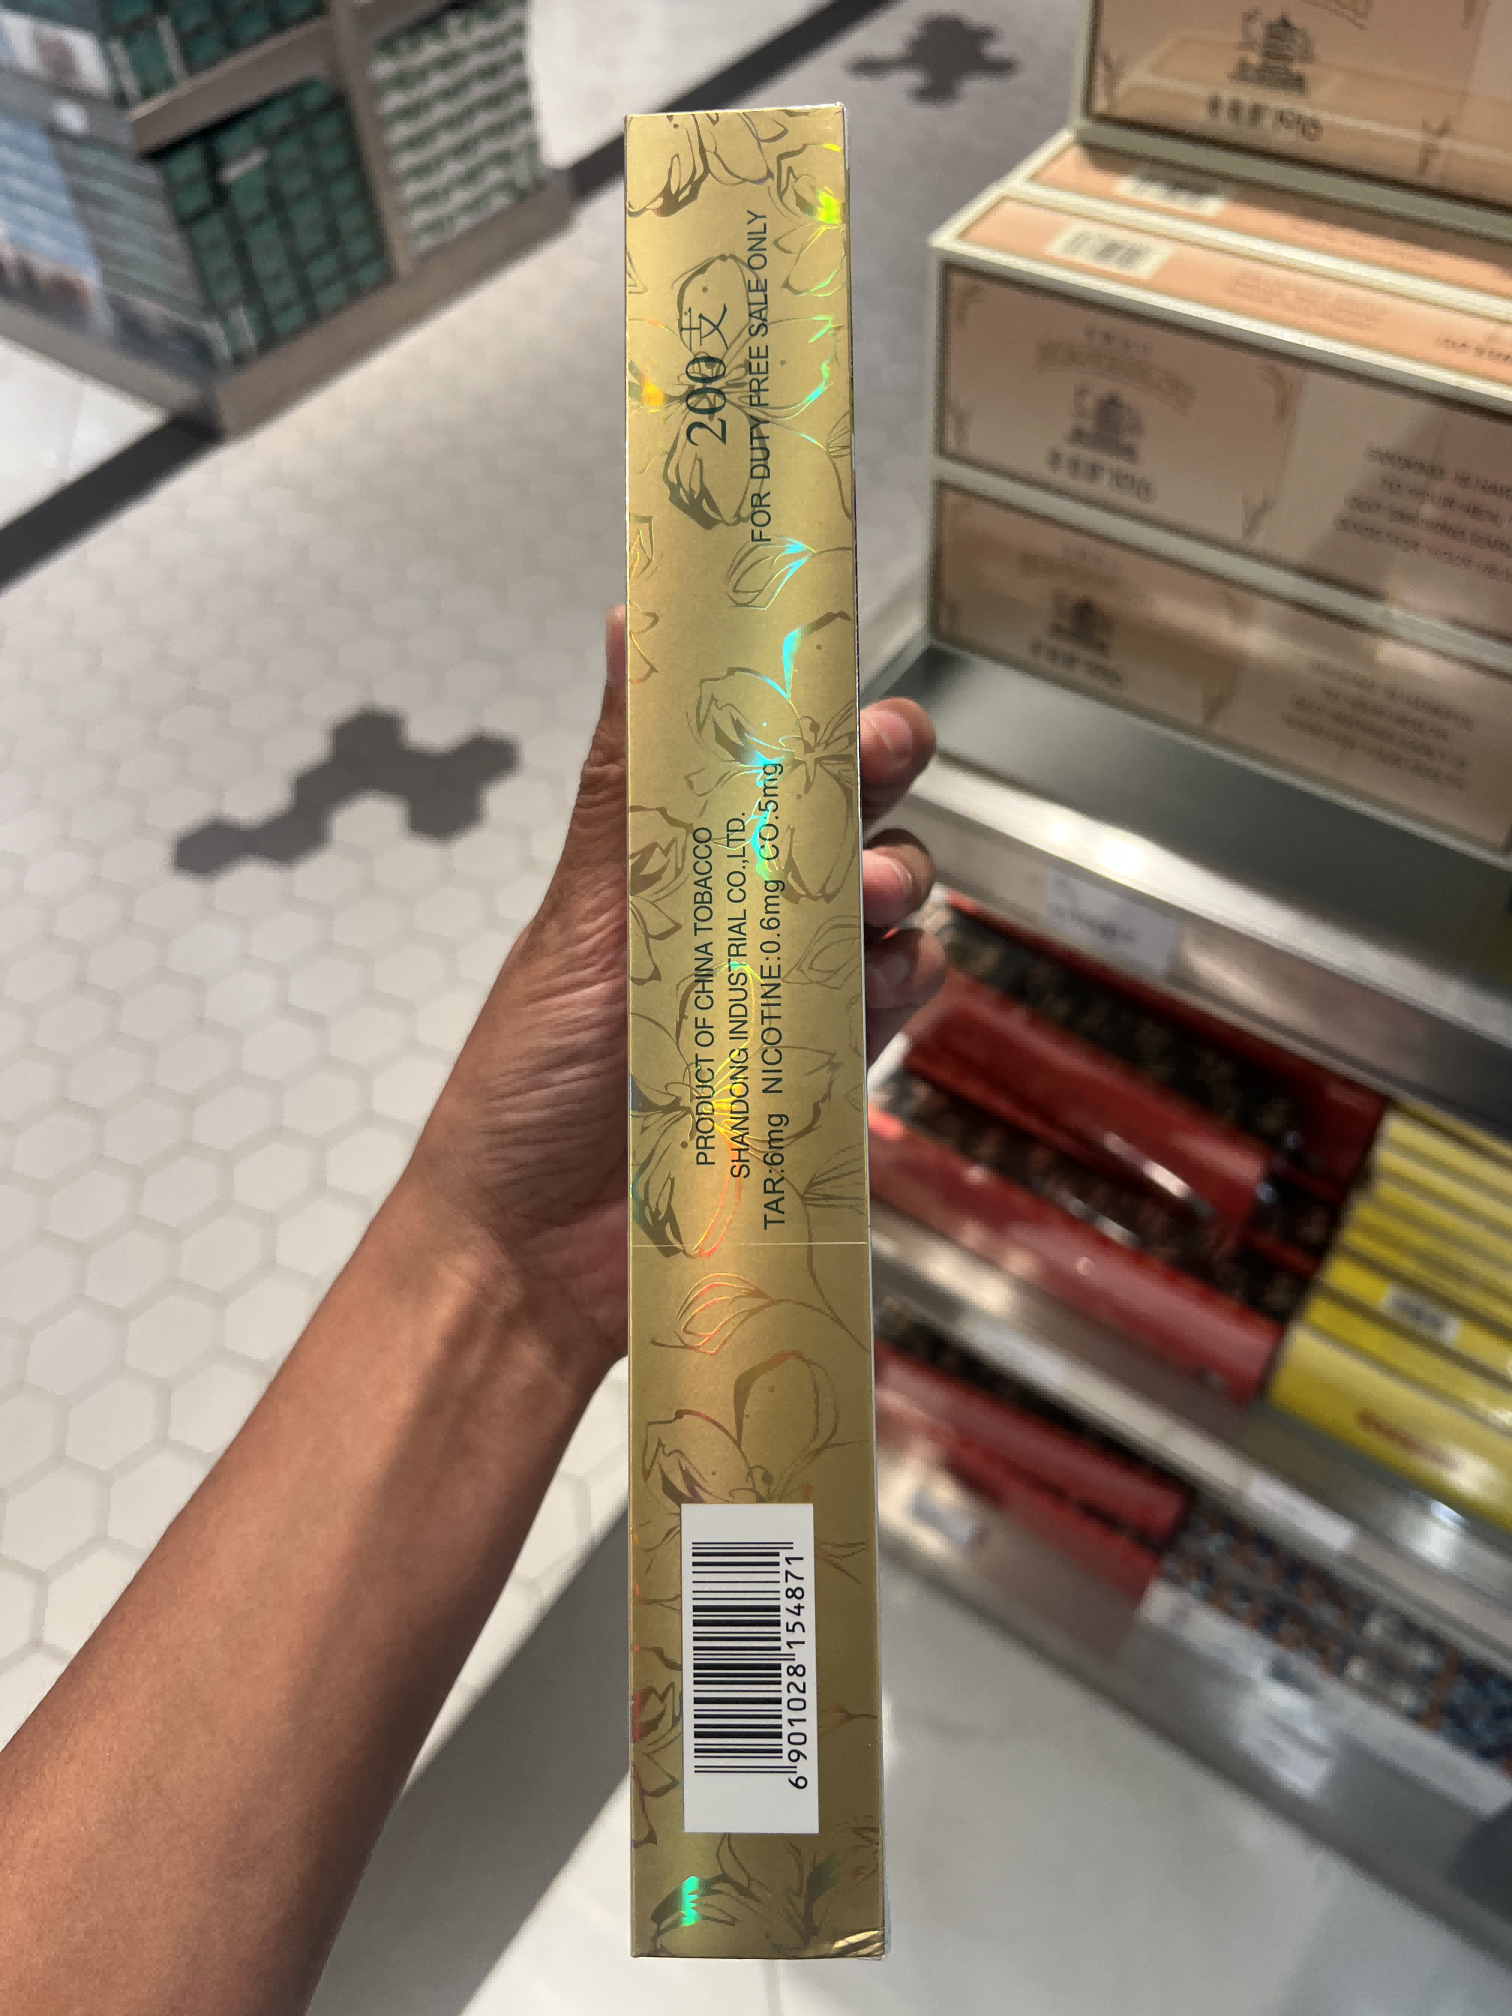 200支
FOR DUTY FREE SALE ONLY
PRODUCT OF CHINA TOBACCO
SHANDONG INDUSTRIAL CO.,LTD.
TAR:6mg NICOTINE:0.6mg CO:5mg
6 901028 154871